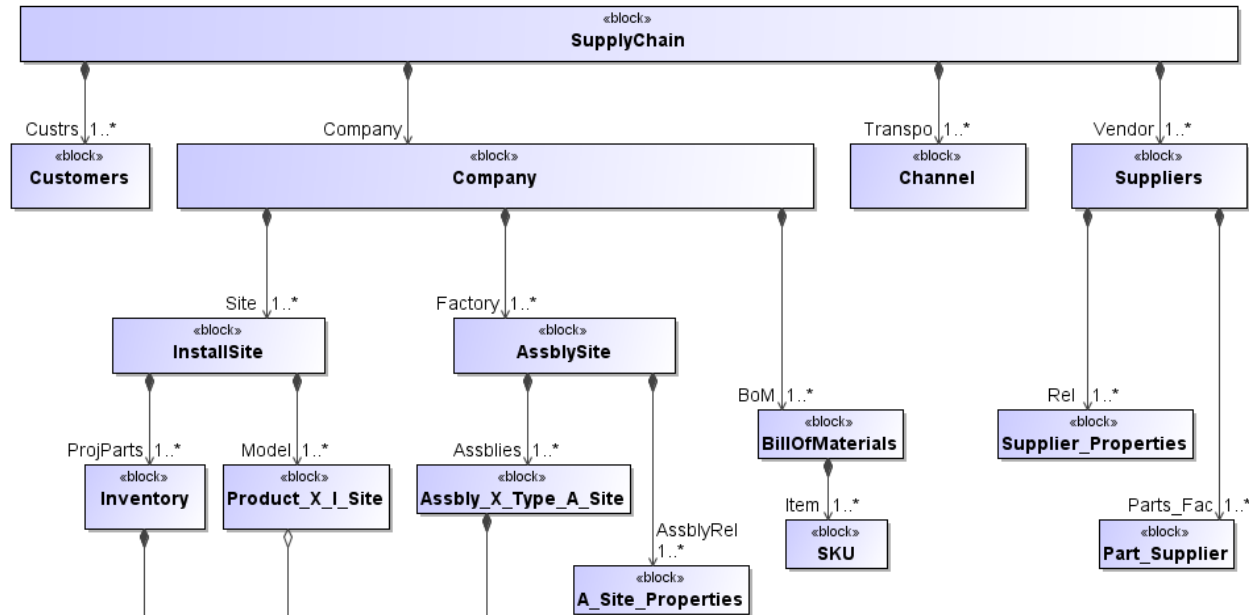 «block»
SupplyChain
Custrs 1..*
Company
Transpo 1..*
Vendor 1..*
«block»
Customers
«block»
Company
«block»
Channel
«block»
Suppliers
Site 1..*
Factory 1..*
«block»
InstallSite
«block»
AssblySite
BoM 1..*
Rel 1..*
«block»
BillOfMaterials
«block»
Supplier_Properties
ProjParts 1..*
Model 1..*
Assblies 1..*
«block»
Inventory
«block»
Product_X_I_Site
«block»
Assbly_X_Type_A_Site
Item 1..*
Parts_Fac 1..*
AssblyRel
1..*
«block»
SKU
«block»
Part_Supplier
«block»
A_Site_Properties